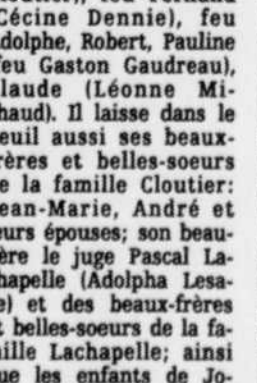 Cécine Dennie), feu
dolphe, Robert, Pauline
feu Gaston Gaudreau),
laude (Léonne Mi-
haud). Il laisse dans le
euil aussi ses beaux-
rères et belles-soeurs
e la famille Cloutier:
ean-Marie, André et
eurs épouses; son beau-
ère le juge Pascal La-
hapelle (Adolpha Lesa-
e) et des beaux-frères
t belles-soeurs de la fa-
ille Lachapelle; ainsi
ue les enfants de Jo-